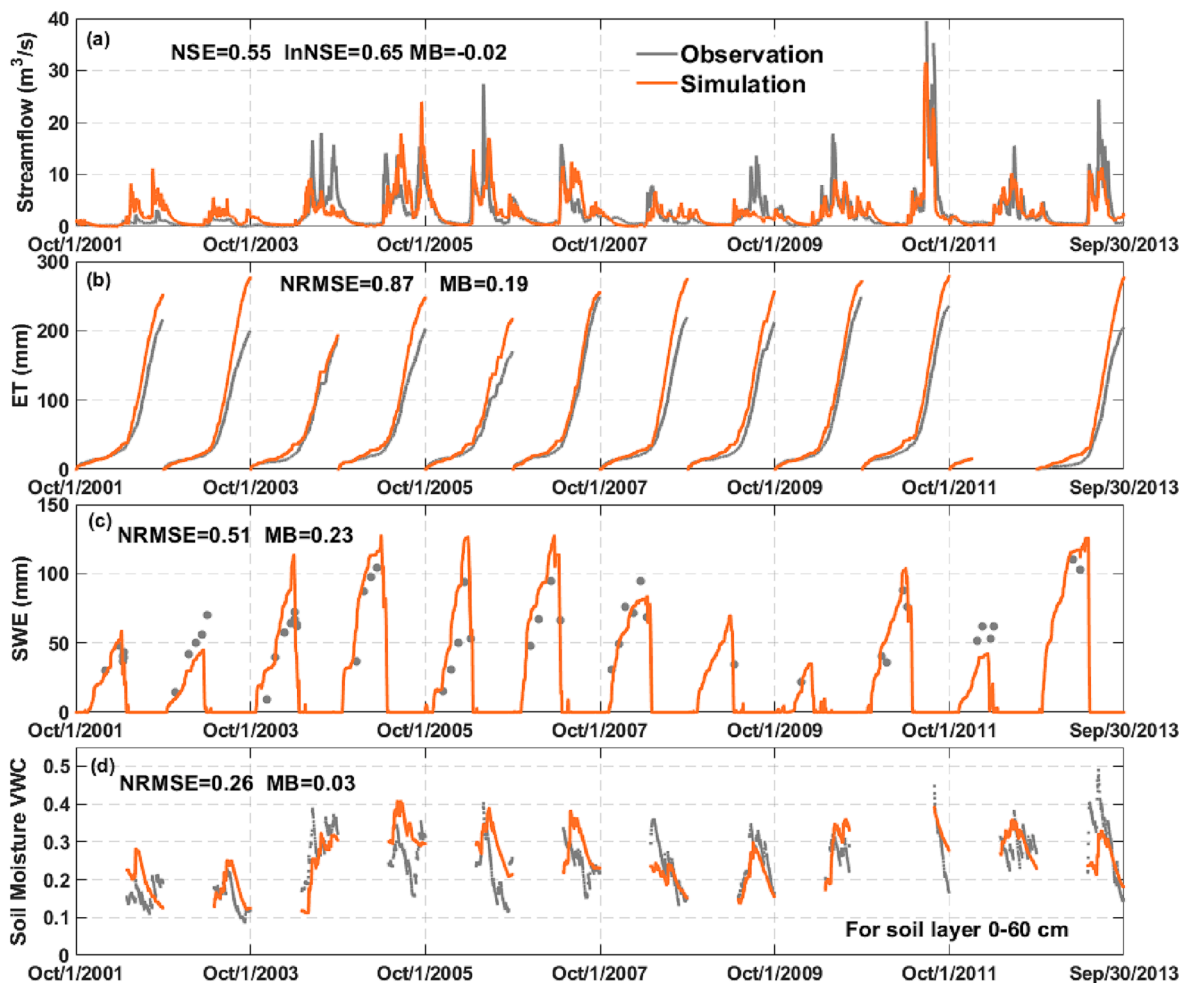 (a)
NSE=0.55 lnNSE=0.65 MB=-0.02
Observation
Simulation
Streamflow (m³/s)
40
30
20
10
0
Oct/1/2001 Oct/1/2003 Oct/1/2005 Oct/1/2007 Oct/1/2009 Oct/1/2011 Sep/30/2013
(b)
NRMSE=0.87 MB=0.19
ET (mm)
300
200
100
0
Oct/1/2001 Oct/1/2003 Oct/1/2005 Oct/1/2007 Oct/1/2009 Oct/1/2011 Sep/30/2013
(c)
NRMSE=0.51 MB=0.23
SWE (mm)
150
100
50
0
Oct/1/2001 Oct/1/2003 Oct/1/2005 Oct/1/2007 Oct/1/2009 Oct/1/2011 Sep/30/2013
(d)
NRMSE=0.26 MB=0.03
Soil Moisture VWC
0.5
0.4
0.3
0.2
0.1
0
For soil layer 0-60 cm
Oct/1/2001 Oct/1/2003 Oct/1/2005 Oct/1/2007 Oct/1/2009 Oct/1/2011 Sep/30/2013